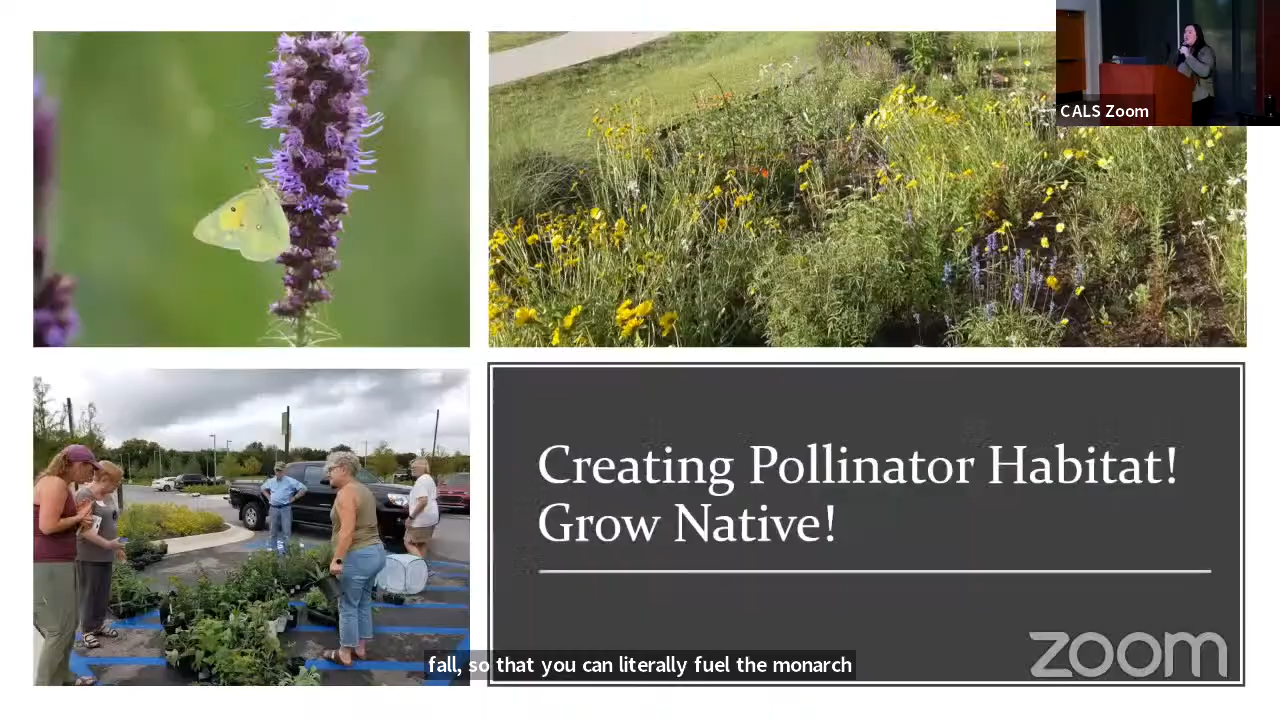 CALS Zoom
Creating Pollinator Habitat!
Grow Native!
zoom
fall, so that you can literally fuel the monarch